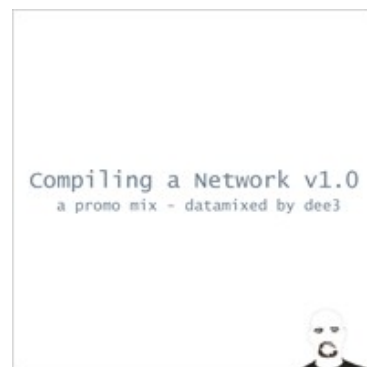 Compiling a Network v1.0
a promo mix - datamixed by dee3